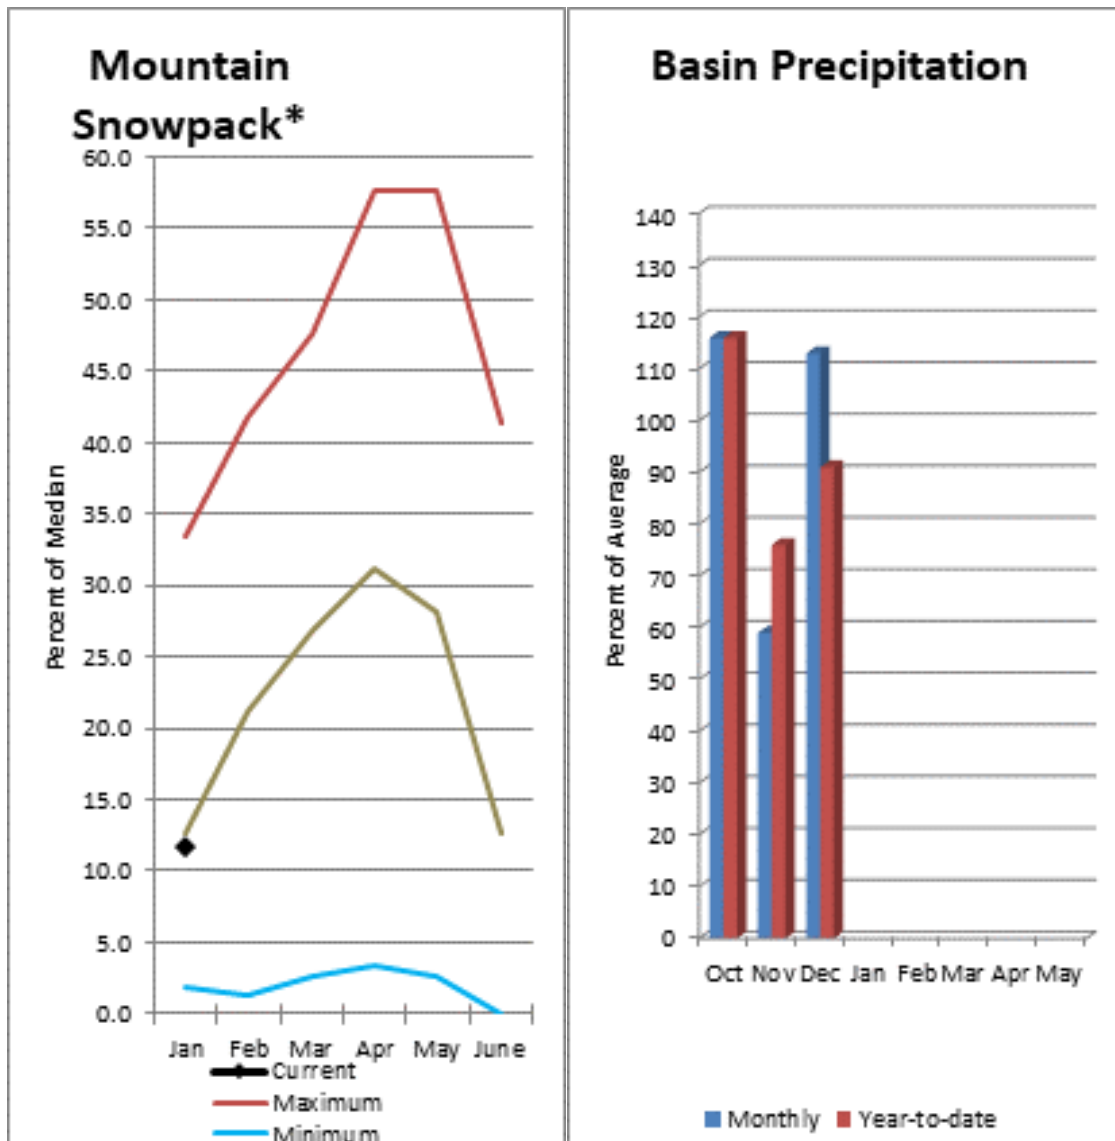 Mountain
Snowpack*
60.0
55.0
50.0
45.0
40.0
35.0
30.0
25.0
20.0
15.0
10.0
5.0
0.0
Percent of Median
Jan Feb Mar Apr May June
Current
Maximum
Minimum
Basin Precipitation
140
130
120
110
100
90
80
70
60
50
40
30
20
10
0
Percent of Average
Oct Nov Dec Jan Feb Mar Apr May
Monthly Year-to-date